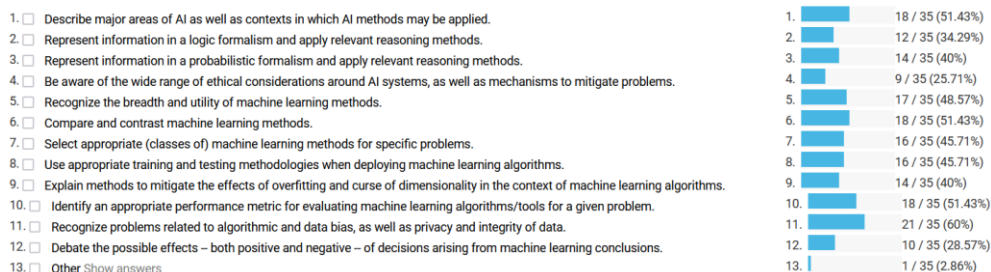 1. Describe major areas of AI as well as contexts in which AI methods may be applied. 1. 18 / 35 (51.43%)
2. Represent information in a logic formalism and apply relevant reasoning methods. 2. 12 / 35 (34.29%)
3. Represent information in a probabilistic formalism and apply relevant reasoning methods. 3. 14 / 35 (40%)
4. Be aware of the wide range of ethical considerations around AI systems, as well as mechanisms to mitigate problems. 4. 9 / 35 (25.71%)
5. Recognize the breadth and utility of machine learning methods. 5. 17 / 35 (48.57%)
6. Compare and contrast machine learning methods. 6. 18 / 35 (51.43%)
7. Select appropriate (classes of) machine learning methods for specific problems. 7. 16 / 35 (45.71%)
8. Use appropriate training and testing methodologies when deploying machine learning algorithms. 8. 16 / 35 (45.71%)
9. Explain methods to mitigate the effects of overfitting and curse of dimensionality in the context of machine learning algorithms. 9. 14 / 35 (40%)
10. Identify an appropriate performance metric for evaluating machine learning algorithms/tools for a given problem. 10. 18 / 35 (51.43%)
11. Recognize problems related to algorithmic and data bias, as well as privacy and integrity of data. 11. 21 / 35 (60%)
12. Debate the possible effects -- both positive and negative -- of decisions arising from machine learning conclusions. 12. 10 / 35 (28.57%)
13. Other Show answers 13. 1 / 35 (2.86%)